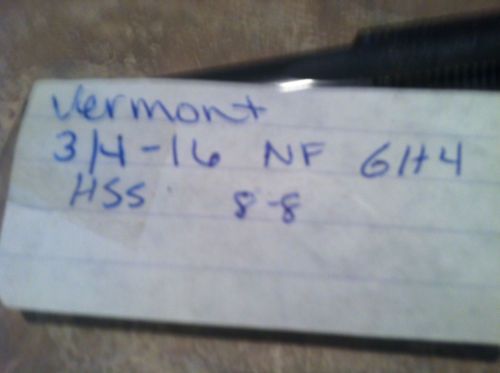 Vermont
3/4-16 NF GH4
HSS 8-8